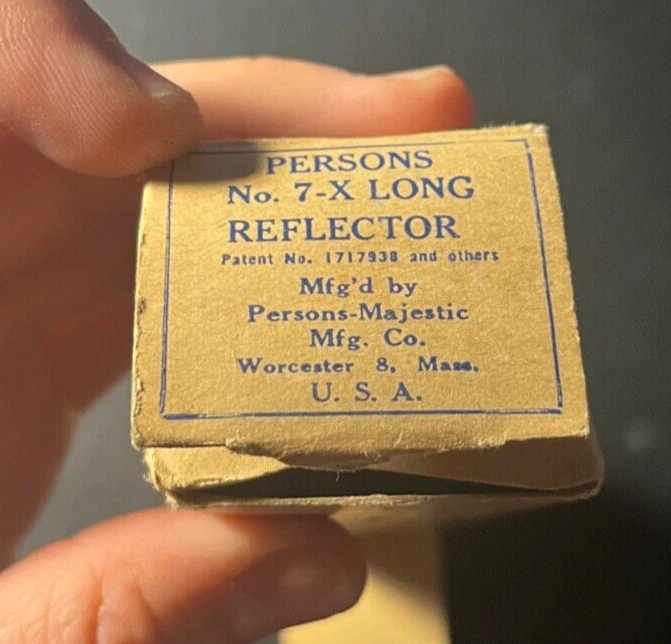 PERSONS
No. 7-X LONG
REFLECTOR
Patent No. 1717938 and others
Mfg'd by
Persons-Majestic
Mfg. Co.
Worcester 8, Mass.
U. S. A.